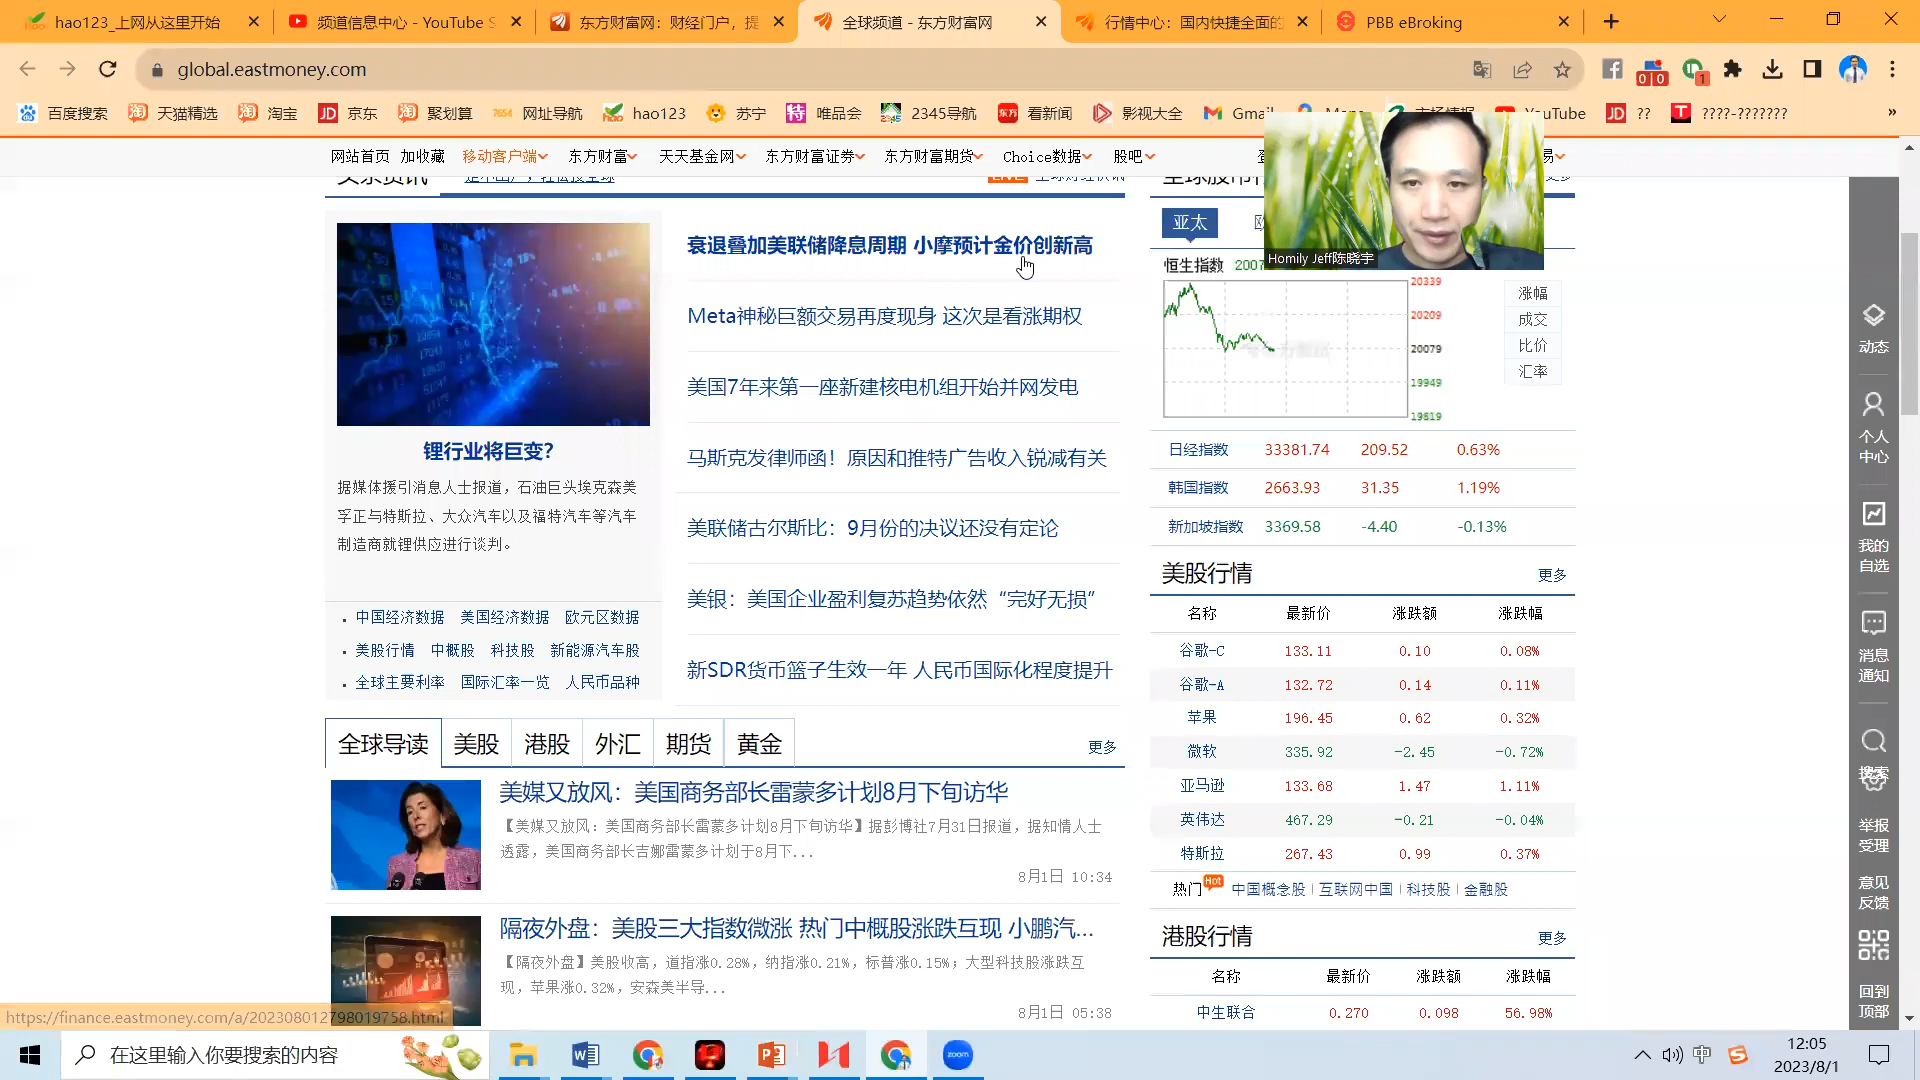 hao123_上网从这里开始
频道信息中心 - YouTube S
东方财富网：财经门户，提
全球频道 - 东方财富网
行情中心：国内快捷全面的
PBB eBroking
global.eastmoney.com
百度搜索 天猫精选 淘宝 京东 聚划算 网址导航 hao123 苏宁 唯品会 2345导航 看新闻 影视大全 Gmail YouTube ?? ????-???????
网站首页 加收藏 移动客户端 东方财富 天天基金网 东方财富证券 东方财富期货 Choice数据 股吧
Homily Jeff陈晓宇
衰退叠加美联储降息周期 小摩预计金价创新高
Meta神秘巨额交易再度现身 这次是看涨期权
美国7年来第一座新建核电机组开始并网发电
马斯克发律师函！原因和推特广告收入锐减有关
美联储古尔斯比：9月份的决议还没有定论
美银：美国企业盈利复苏趋势依然“完好无损”
新SDR货币篮子生效一年 人民币国际化程度提升
锂行业将巨变?
据媒体援引消息人士报道，石油巨头埃克森美
孚正与特斯拉、大众汽车以及福特汽车等汽车
制造商就锂供应进行谈判。
中国经济数据 美国经济数据 欧元区数据
美股行情 中概股 科技股 新能源汽车股
全球主要利率 国际汇率一览 人民币品种
全球导读 美股 港股 外汇 期货 黄金 更多
美媒又放风：美国商务部长雷蒙多计划8月下旬访华
【美媒又放风：美国商务部长雷蒙多计划8月下旬访华】据彭博社7月31日报道，据知情人士
透露，美国商务部长吉娜雷蒙多计划于8月下...
8月1日 10:34
隔夜外盘：美股三大指数微涨 热门中概股涨跌互现 小鹏汽...
【隔夜外盘】美股收高，道指涨0.28%，纳指涨0.21%，标普涨0.15%；大型科技股涨跌互
现，苹果涨0.32%，安森美半导...
8月1日 05:38
亚太
恒生指数 2007
20339
20209
20079
19949
19819
涨幅
成交
比价
汇率
日经指数 33381.74 209.52 0.63%
韩国指数 2663.93 31.35 1.19%
新加坡指数 3369.58 -4.40 -0.13%
美股行情 更多
名称 最新价 涨跌额 涨跌幅
谷歌-C 133.11 0.10 0.08%
谷歌-A 132.72 0.14 0.11%
苹果 196.45 0.62 0.32%
微软 335.92 -2.45 -0.72%
亚马逊 133.68 1.47 1.11%
英伟达 467.29 -0.21 -0.04%
特斯拉 267.43 0.99 0.37%
热门 Hot 中国概念股 | 互联网中国 | 科技股 | 金融股
港股行情 更多
名称 最新价 涨跌额 涨跌幅
中生联合 0.270 0.098 56.98%
动态
个人
中心
我的
自选
消息
通知
搜索
举报
受理
意见
反馈
回到
顶部
https://finance.eastmoney.com/a/202308012798019758.html
在这里输入你要搜索的内容
zoom
中
12:05
2023/8/1